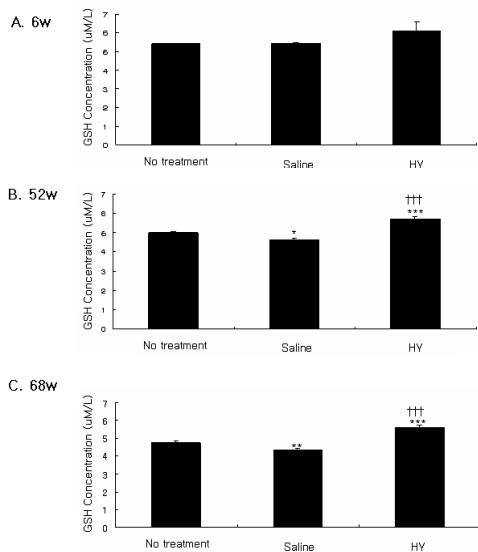 A. 6w
GSH Concentration (uM/L)
7
6
5
4
3
2
1
0
No treatment
Saline
HY
B. 52w
GSH Concentration (uM/L)
7
6
5
4
3
2
1
0
*
†††
***
No treatment
Saline
HY
C. 68w
GSH Concentration (uM/L)
7
6
5
4
3
2
1
0
**
†††
***
No treatment
Saline
HY